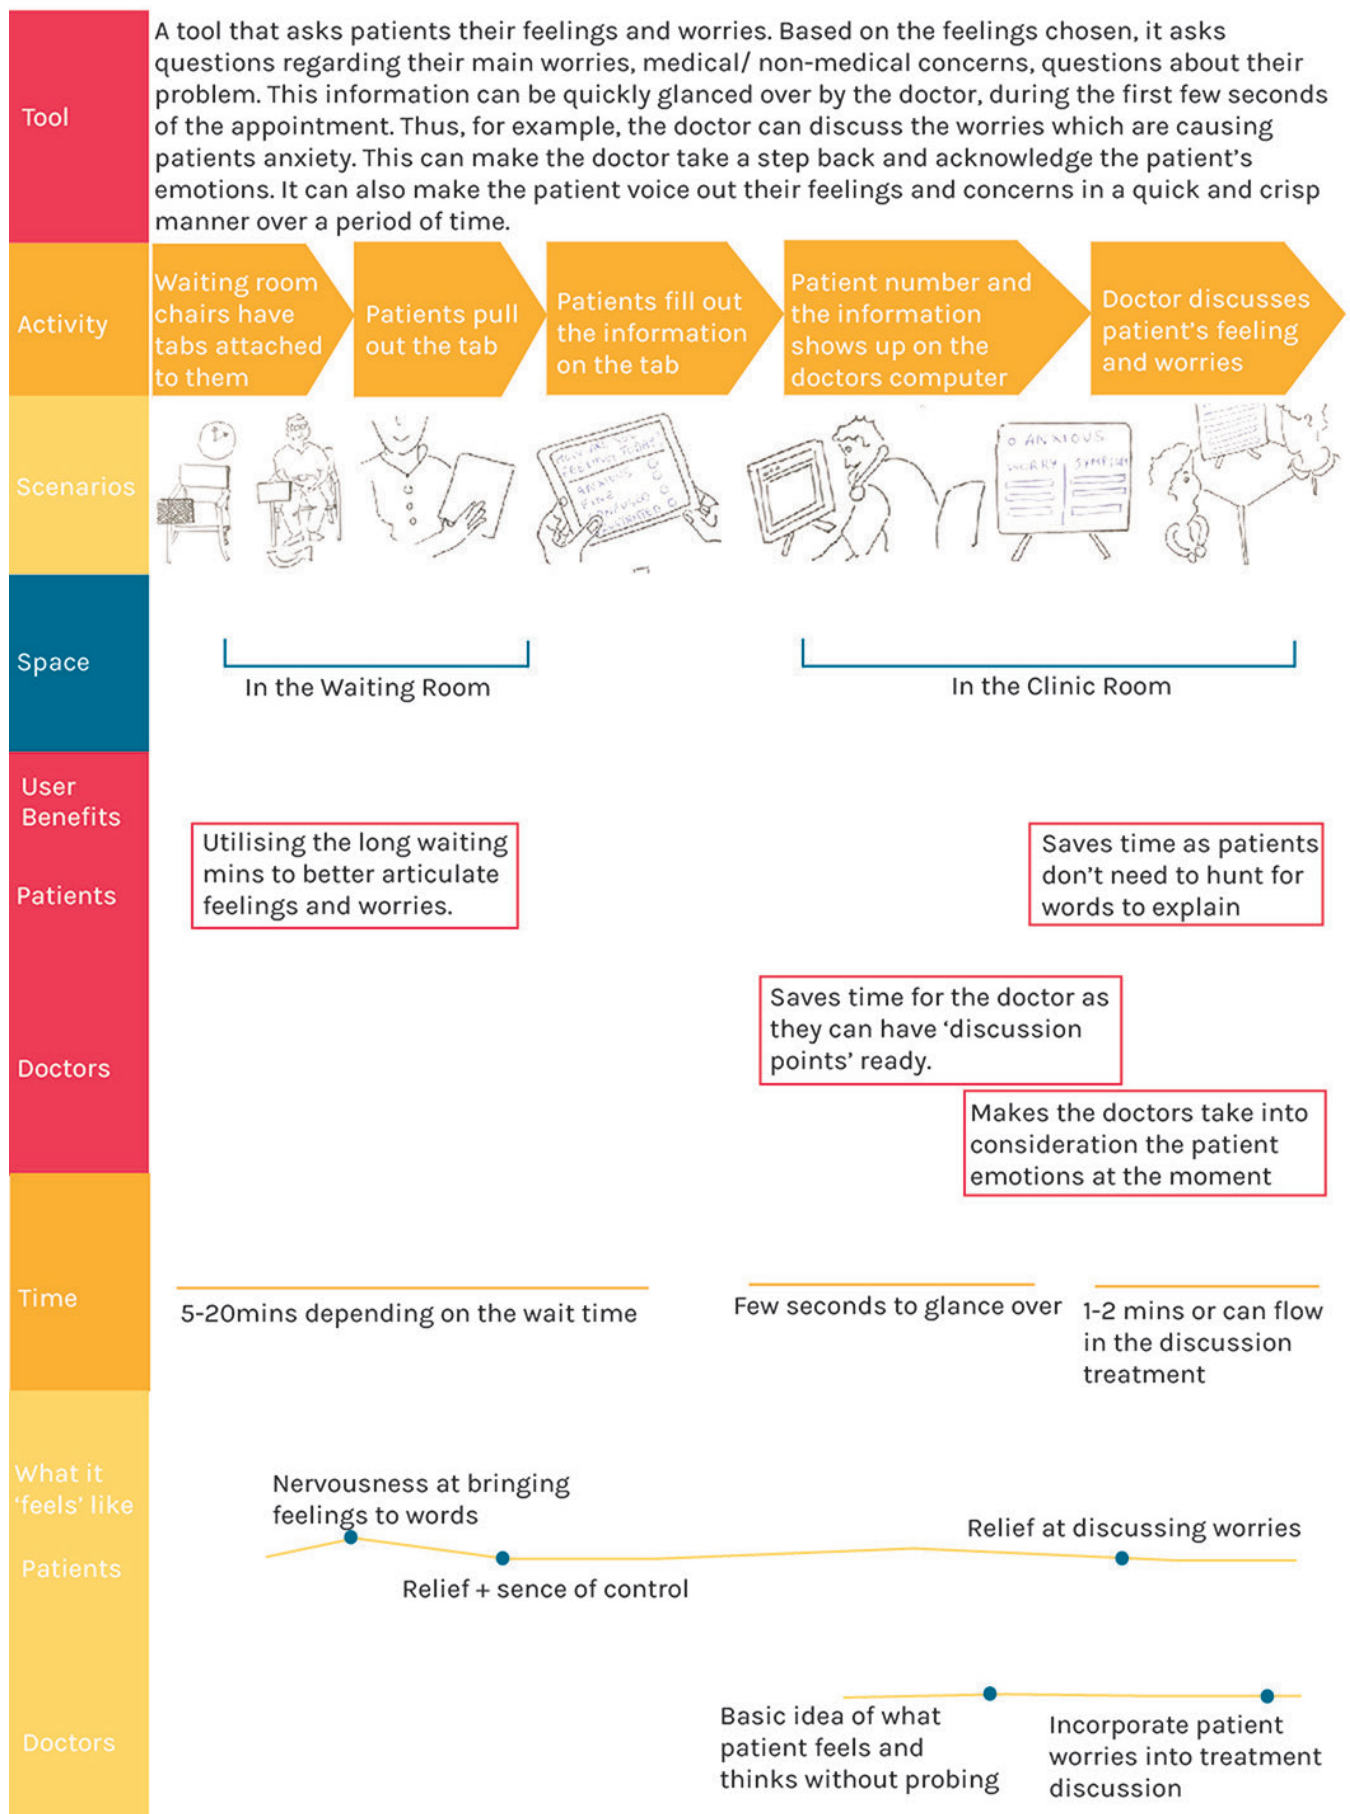 Tool
A tool that asks patients their feelings and worries. Based on the feelings chosen, it asks
questions regarding their main worries, medical/ non-medical concerns, questions about their
problem. This information can be quickly glanced over by the doctor, during the first few seconds
of the appointment. Thus, for example, the doctor can discuss the worries which are causing
patients anxiety. This can make the doctor take a step back and acknowledge the patient's
emotions. It can also make the patient voice out their feelings and concerns in a quick and crisp
manner over a period of time.
Activity
Waiting room
chairs have
tabs attached
to them
Patients pull
out the tab
Patients fill out
the information
on the tab
Patient number and
the information
shows up on the
doctors computer
Doctor discusses
patient's feeling
and worries
Scenarios
HOW ARE YOU
FEELING TODAY?
ANXIOUS
FINE
CONFUSED
ANXIOUS
WORRY
SYMPTOM
Space
In the Waiting Room
In the Clinic Room
User
Benefits
Patients
Utilising the long waiting
mins to better articulate
feelings and worries.
Saves time as patients
don't need to hunt for
words to explain
Doctors
Saves time for the doctor as
they can have 'discussion
points' ready.
Makes the doctors take into
consideration the patient
emotions at the moment
Time
5-20mins depending on the wait time
Few seconds to glance over
1-2 mins or can flow
in the discussion
treatment
What it
'feels' like
Patients
Nervousness at bringing
feelings to words
Relief + sence of control
Relief at discussing worries
Doctors
Basic idea of what
patient feels and
thinks without probing
Incorporate patient
worries into treatment
discussion